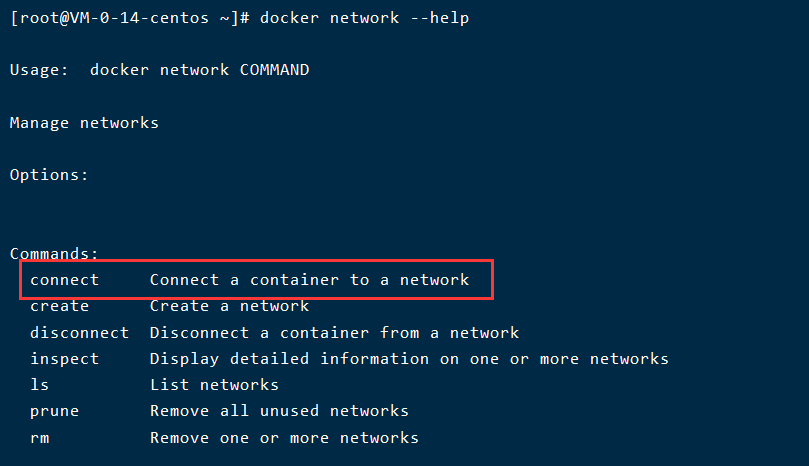 [root@VM-0-14-centos ~]# docker network --help
Usage:  docker network COMMAND
Manage networks
Options:
Commands:
  connect     Connect a container to a network
  create      Create a network
  disconnect  Disconnect a container from a network
  inspect     Display detailed information on one or more networks
  ls          List networks
  prune       Remove all unused networks
  rm          Remove one or more networks